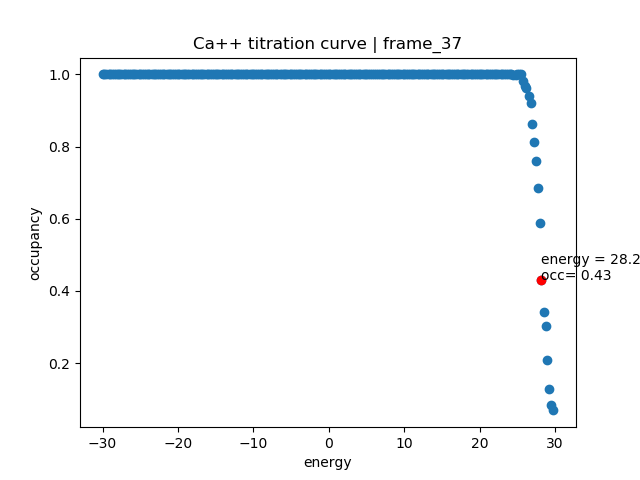 Ca++ titration curve | frame_37
1.0
0.8
0.6
0.4
0.2
occupancy
energy = 28.2
occ= 0.43
−30
−20
−10
0
10
20
30
energy